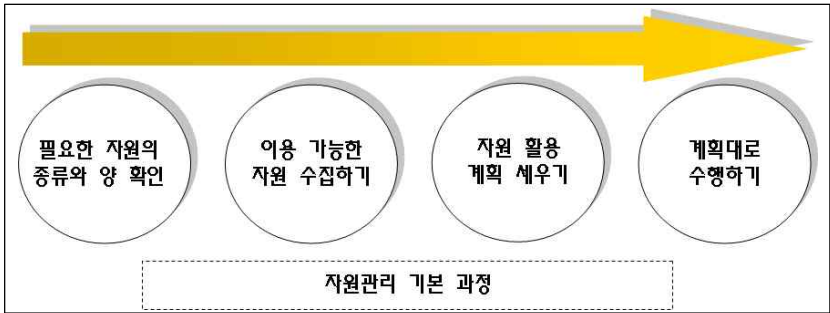 필요한 자원의
종류와 양 확인
이용 가능한
자원 수집하기
자원 활용
계획 세우기
계획대로
수행하기
자원관리 기본 과정